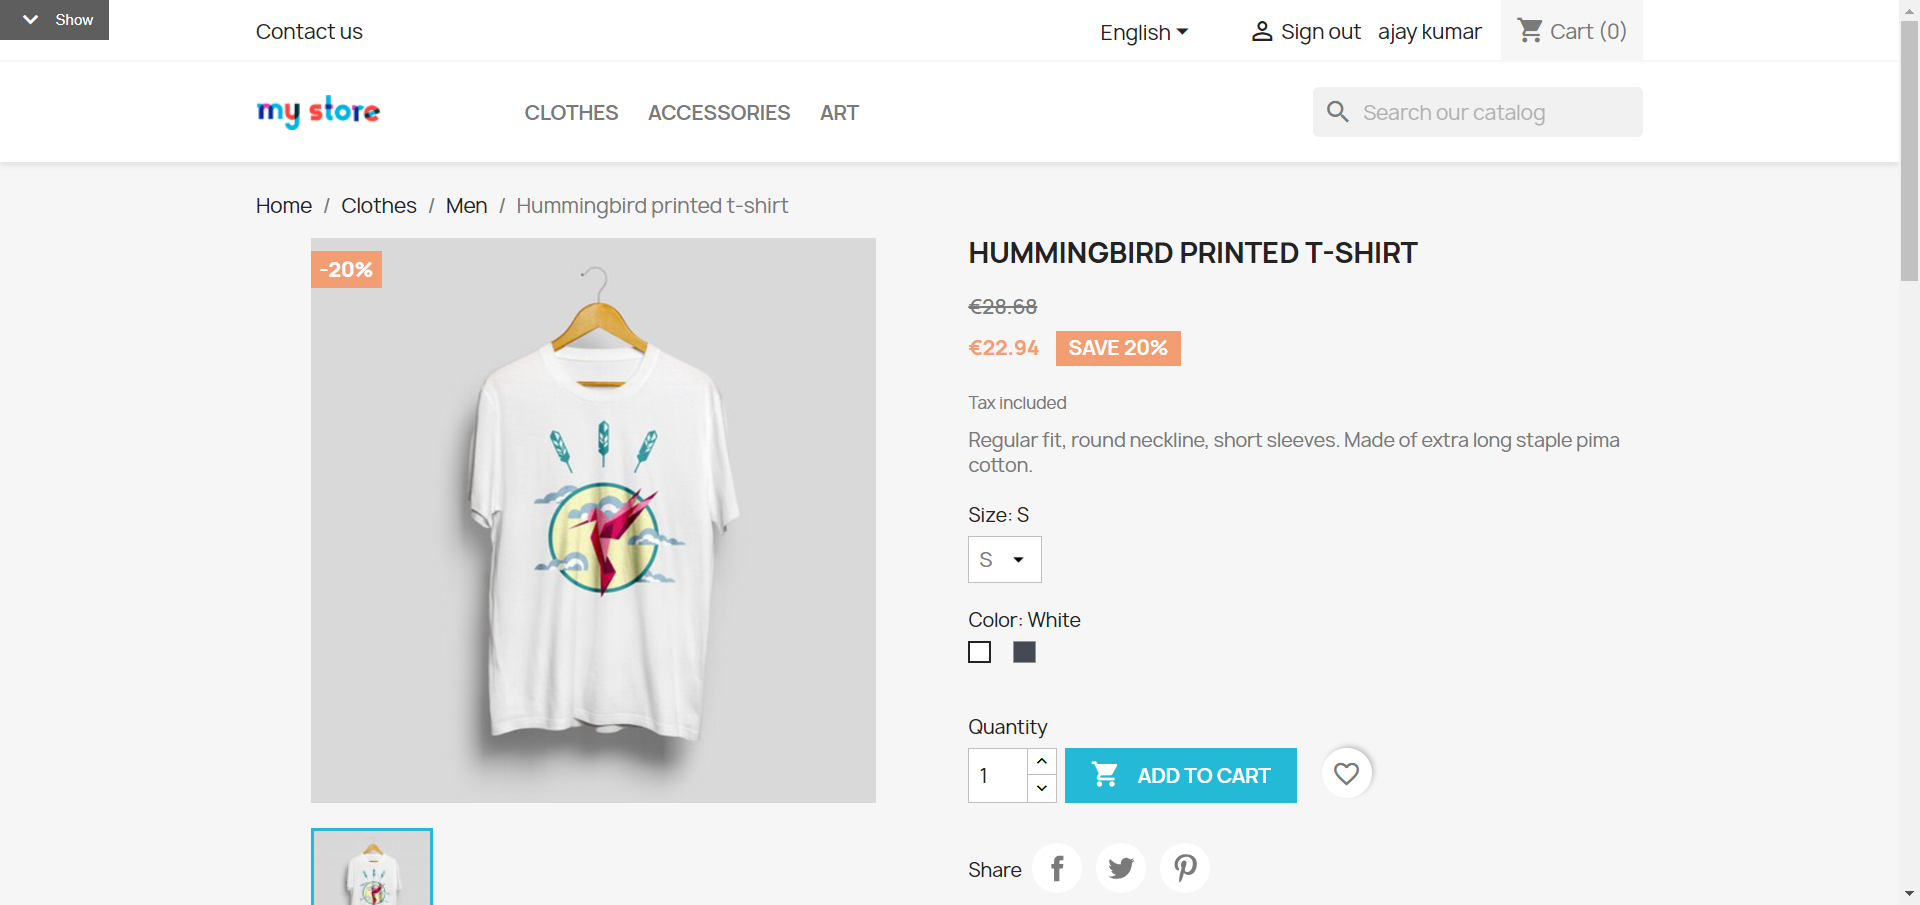 Show
Contact us
English
Sign out
ajay kumar
Cart (0)
my store
CLOTHES
ACCESSORIES
ART
Search our catalog
Home / Clothes / Men / Hummingbird printed t-shirt
-20%
HUMMINGBIRD PRINTED T-SHIRT
€28.68
€22.94
SAVE 20%
Tax included
Regular fit, round neckline, short sleeves. Made of extra long staple pima
cotton.
Size: S
S
Color: White
Quantity
1
ADD TO CART
Share